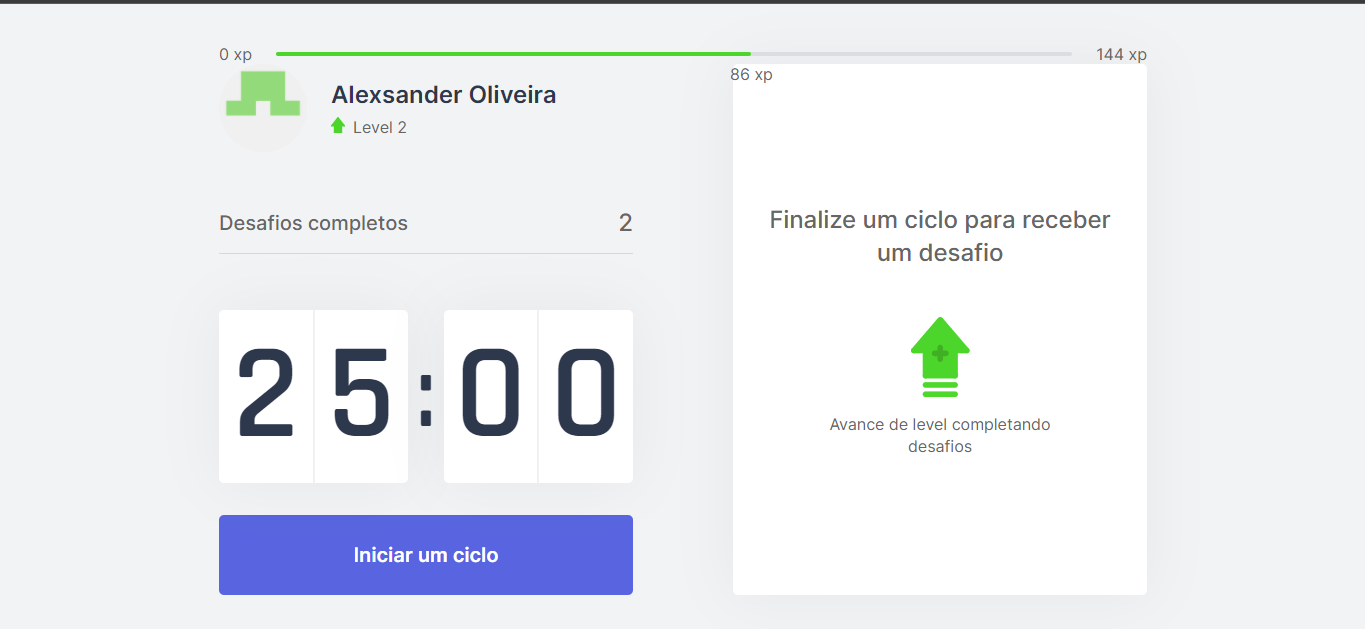 0 xp
144 xp
86 xp
Alexsander Oliveira
Level 2
Desafios completos
2
25:00
Iniciar um ciclo
Finalize um ciclo para receber
um desafio
Avance de level completando
desafios